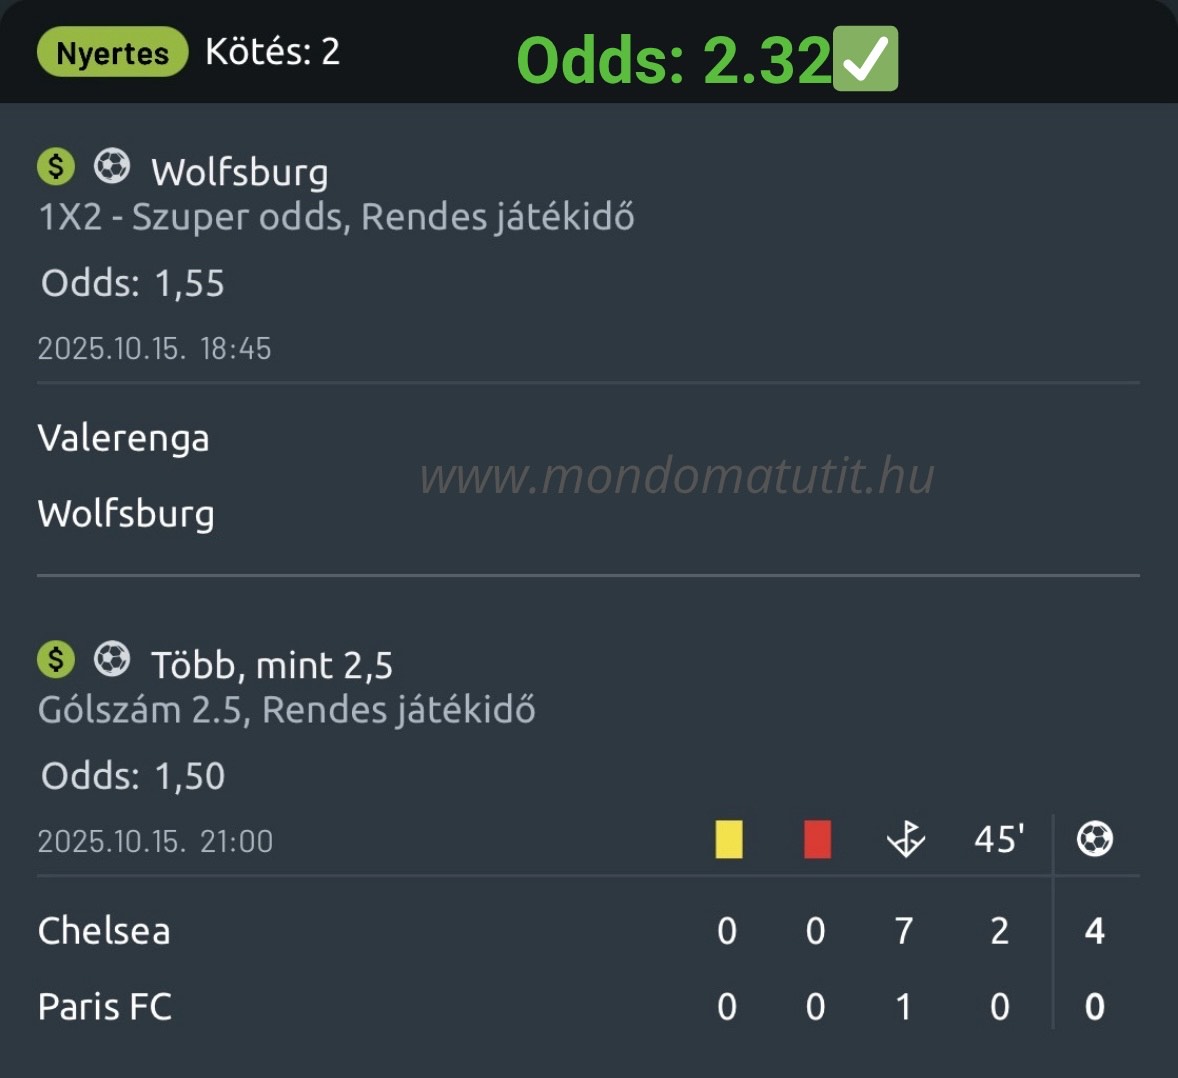 Nyertes Kötés: 2 Odds: 2.32
$ Wolfsburg
1X2 - Szuper odds, Rendes játékidő
Odds: 1,55
2025.10.15. 18:45
Valerenga
www.mondomatutit.hu
Wolfsburg
$ Több, mint 2,5
Gólszám 2.5, Rendes játékidő
Odds: 1,50
2025.10.15. 21:00 45'
Chelsea 0 0 7 2 4
Paris FC 0 0 1 0 0